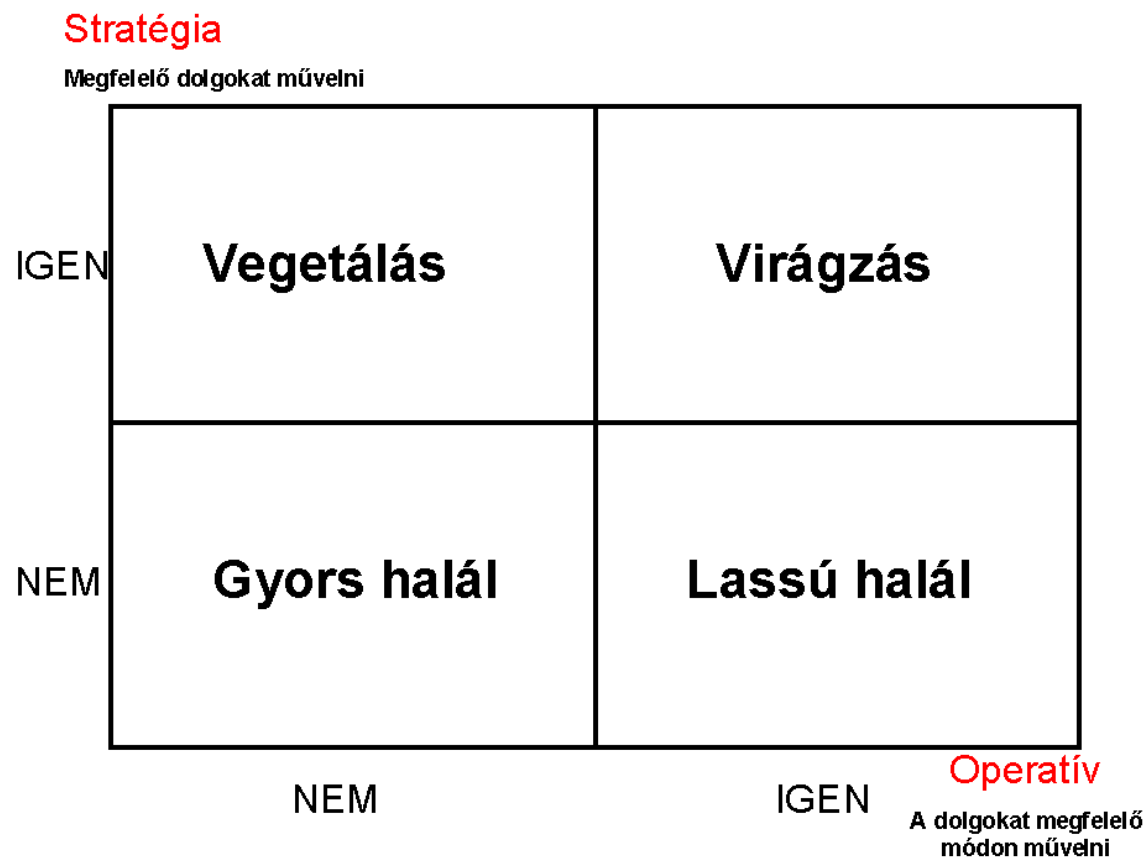 Stratégia
Megfelelő dolgokat művelni
IGEN
Vegetálás
Virágzás
NEM
Gyors halál
Lassú halál
NEM
IGEN
Operatív
A dolgokat megfelelő
módon művelni